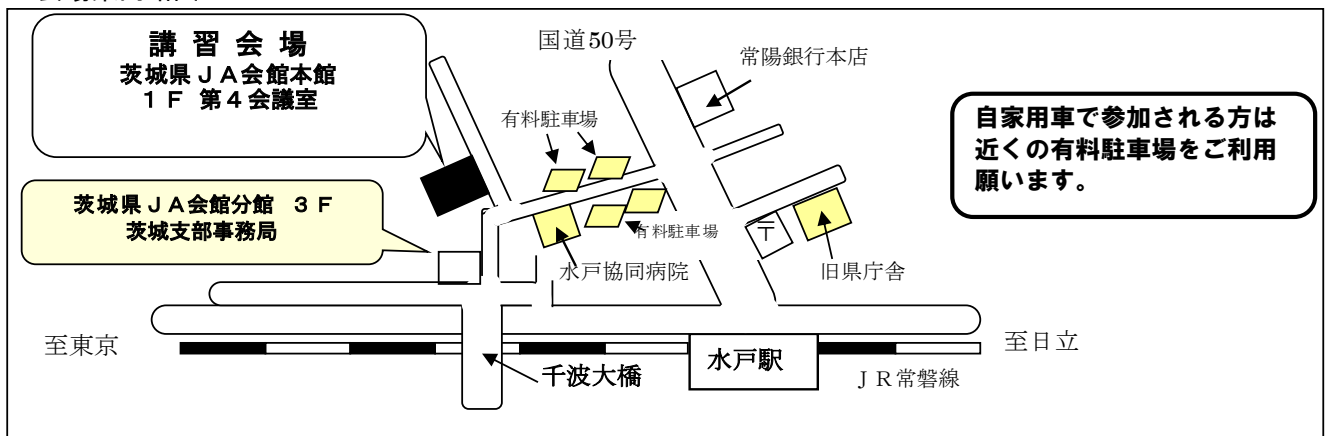 講 習 会 場
茨城県ＪＡ会館本館
１Ｆ 第４会議室
国道50号
常陽銀行本店
有料駐車場
自家用車で参加される方は
近くの有料駐車場をご利用
願います。
茨城県ＪＡ会館分館　３Ｆ
茨城支部事務局
有料駐車場
〒
水戸協同病院
旧県庁舎
至東京
千波大橋
水戸駅
ＪＲ常磐線
至日立